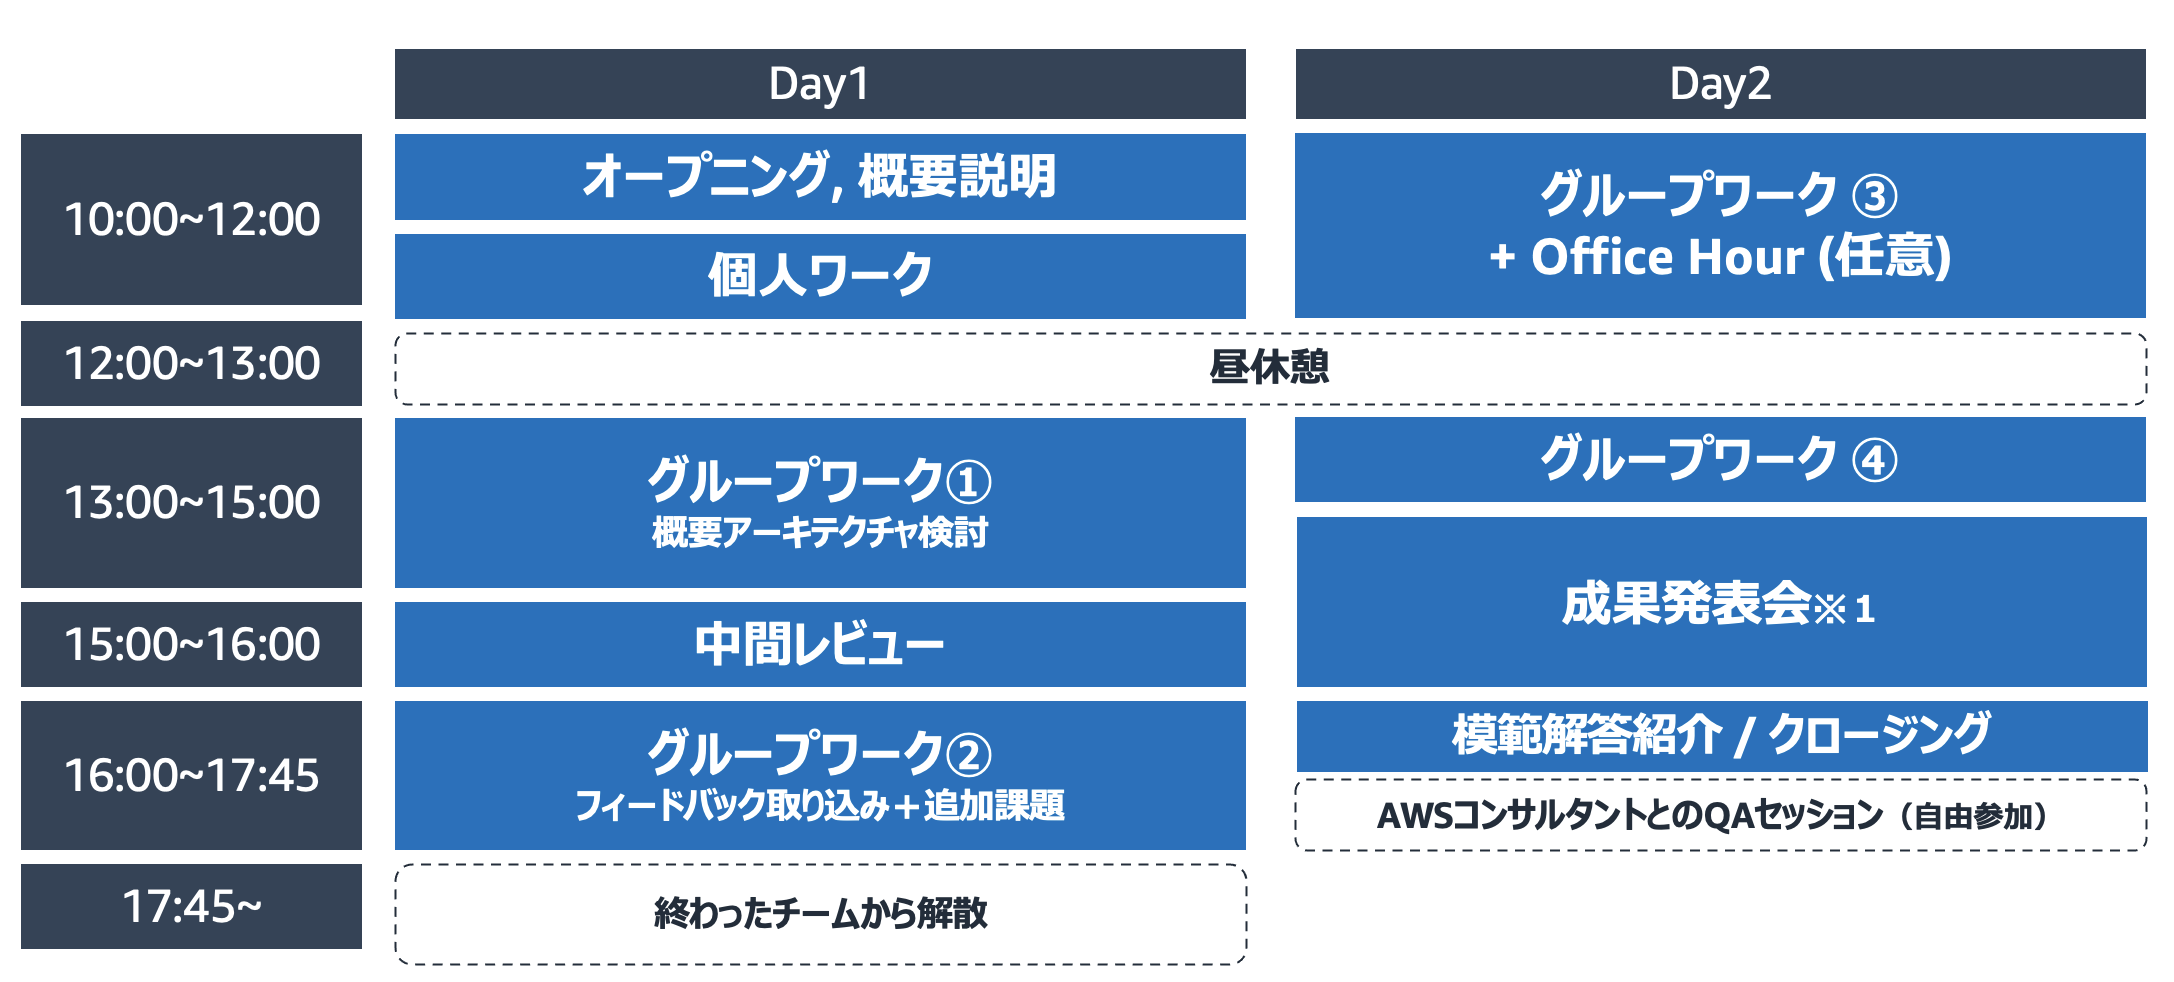 Day1
Day2
10:00~12:00
オープニング, 概要説明
個人ワーク
グループワーク ③
+ Office Hour (任意)
12:00~13:00
昼休憩
13:00~15:00
グループワーク①
概要アーキテクチャ検討
グループワーク ④
15:00~16:00
中間レビュー
成果発表会※1
16:00~17:45
グループワーク②
フィードバック取り込み＋追加課題
模範解答紹介 / クロージング
AWSコンサルタントとのQAセッション（自由参加）
17:45~
終わったチームから解散